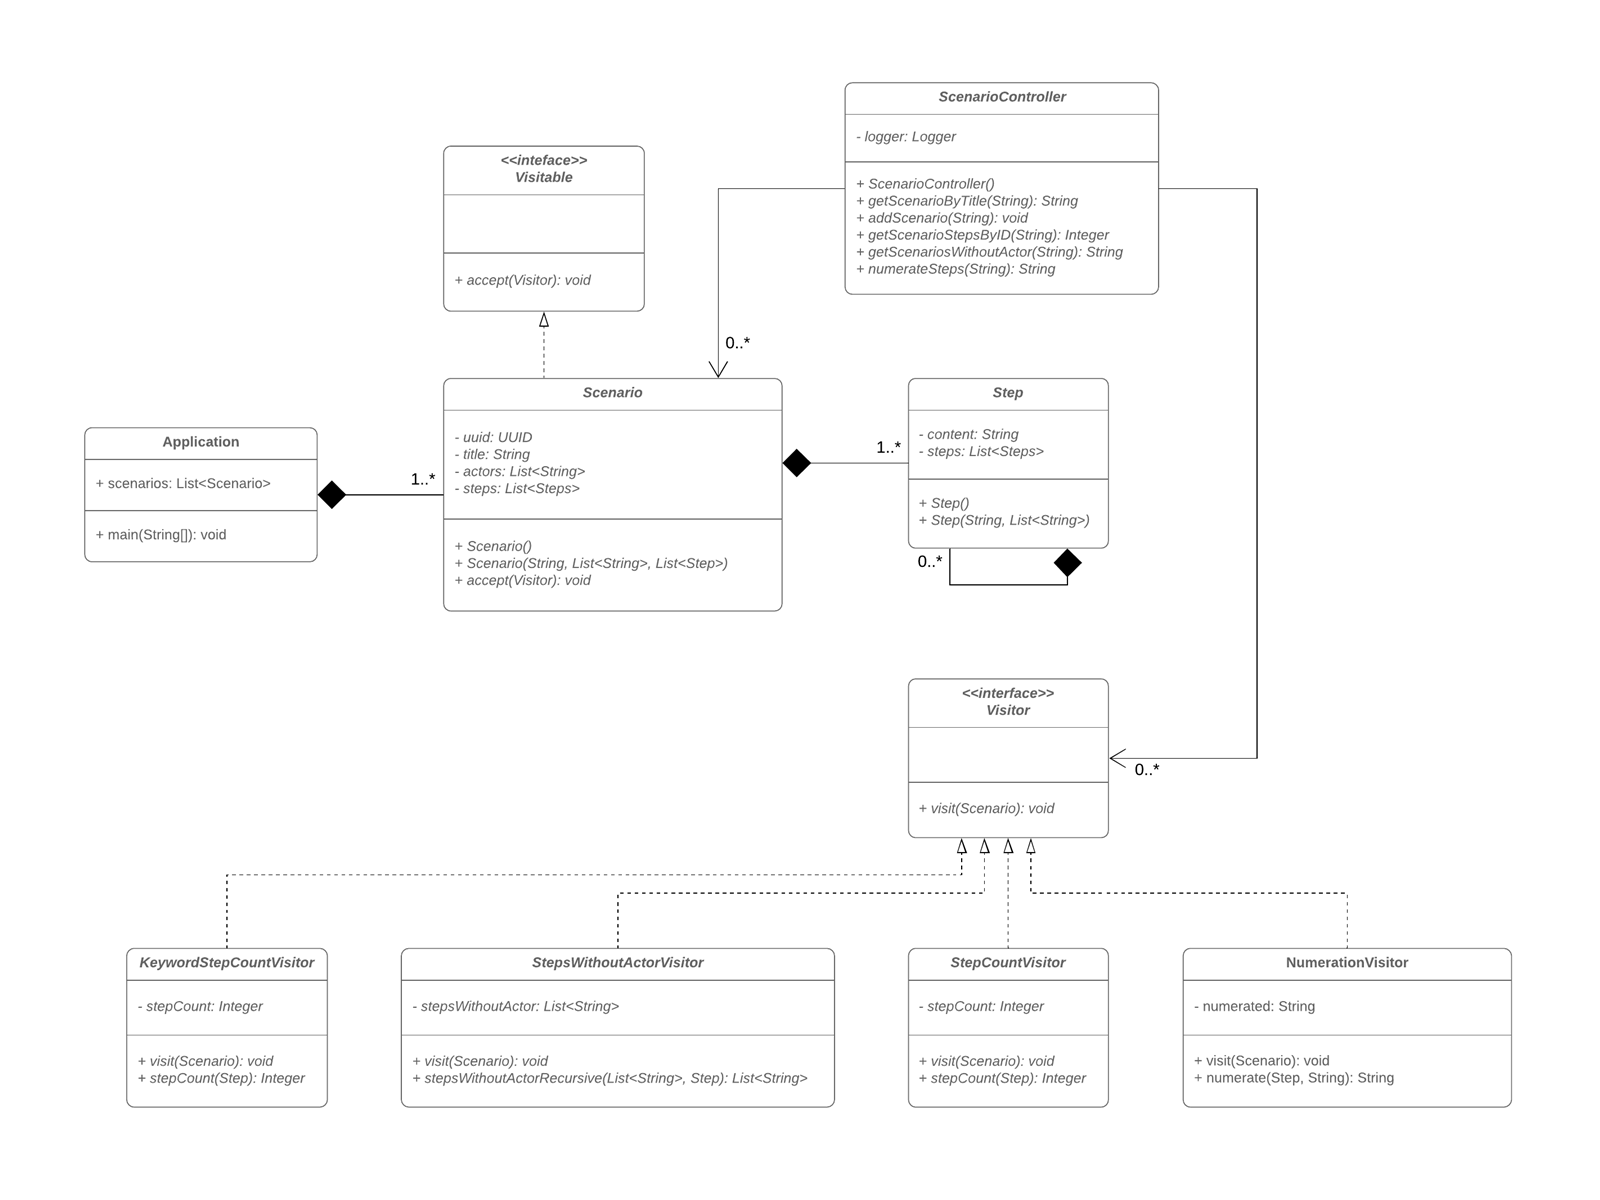 ScenarioController
- logger: Logger
+ ScenarioController()
+ getScenarioByTitle(String): String
+ addScenario(String): void
+ getScenarioStepsByID(String): Integer
+ getScenariosWithoutActor(String): String
+ numerateSteps(String): String
<<inteface>>
Visitable
+ accept(Visitor): void
0..*
Application
+ scenarios: List<Scenario>
+ main(String[]): void
1..*
Scenario
- uuid: UUID
- title: String
- actors: List<String>
- steps: List<Steps>
+ Scenario()
+ Scenario(String, List<String>, List<Step>)
+ accept(Visitor): void
1..*
Step
- content: String
- steps: List<Steps>
+ Step()
+ Step(String, List<String>)
0..*
<<interface>>
Visitor
+ visit(Scenario): void
0..*
KeywordStepCountVisitor
- stepCount: Integer
+ visit(Scenario): void
+ stepCount(Step): Integer
StepsWithoutActorVisitor
- stepsWithoutActor: List<String>
+ visit(Scenario): void
+ stepsWithoutActorRecursive(List<String>, Step): List<String>
StepCountVisitor
- stepCount: Integer
+ visit(Scenario): void
+ stepCount(Step): Integer
NumerationVisitor
- numerated: String
+ visit(Scenario): void
+ numerate(Step, String): String